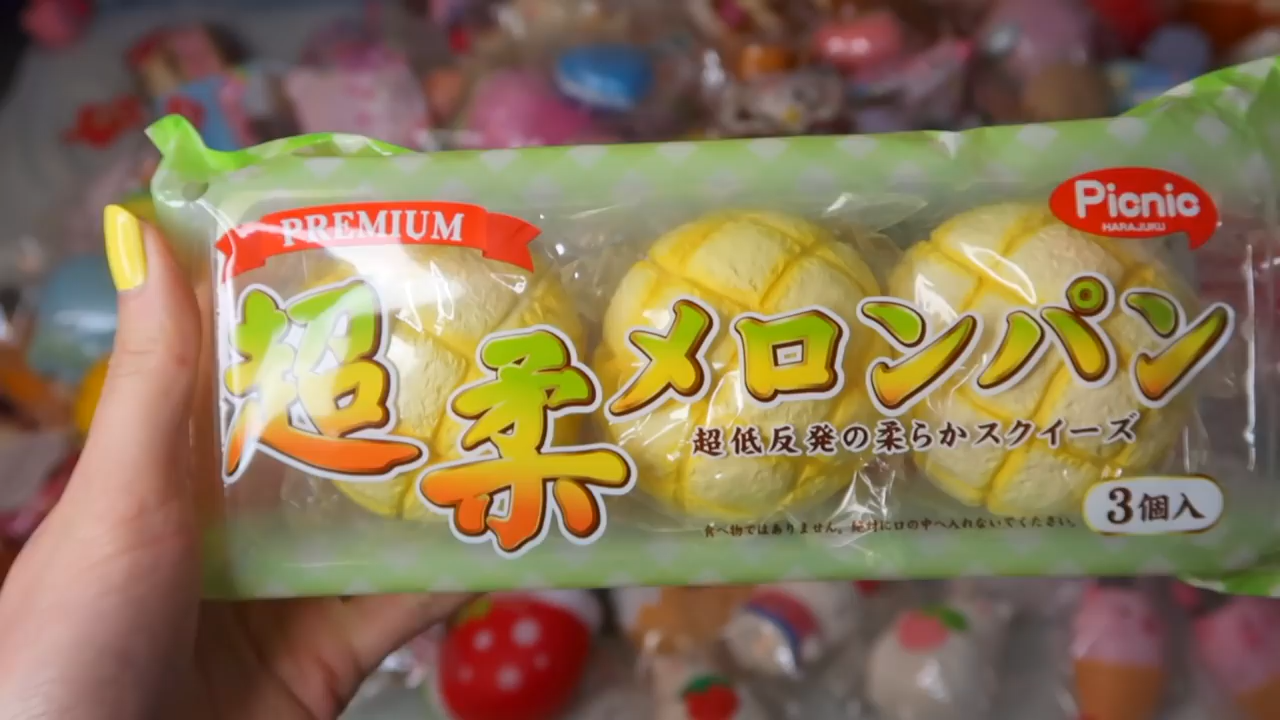 PREMIUM
Picnic
HARAJUKU
超柔メロンパン
超低反発の柔らかスクイーズ
3個入
食べ物ではありません。絶対に口の中へ入れないでください。